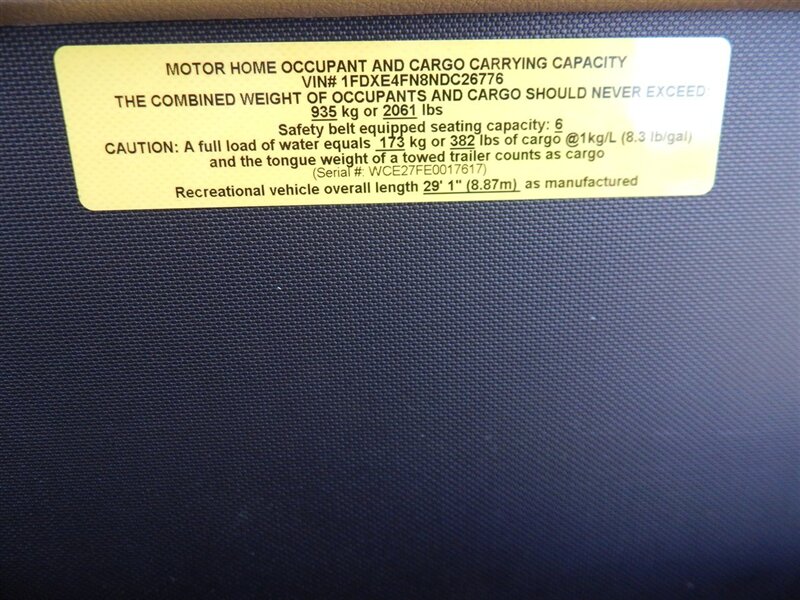 MOTOR HOME OCCUPANT AND CARGO CARRYING CAPACITY
VIN# 1FDXE4FN8NDC26776
THE COMBINED WEIGHT OF OCCUPANTS AND CARGO SHOULD NEVER EXCEED:
935 kg or 2061 lbs
Safety belt equipped seating capacity: 6
CAUTION: A full load of water equals 173 kg or 382 lbs of cargo @1kg/L (8.3 lb/gal)
and the tongue weight of a towed trailer counts as cargo
(Serial #: WCE27FE0017617)
Recreational vehicle overall length 29' 1" (8.87m) as manufactured